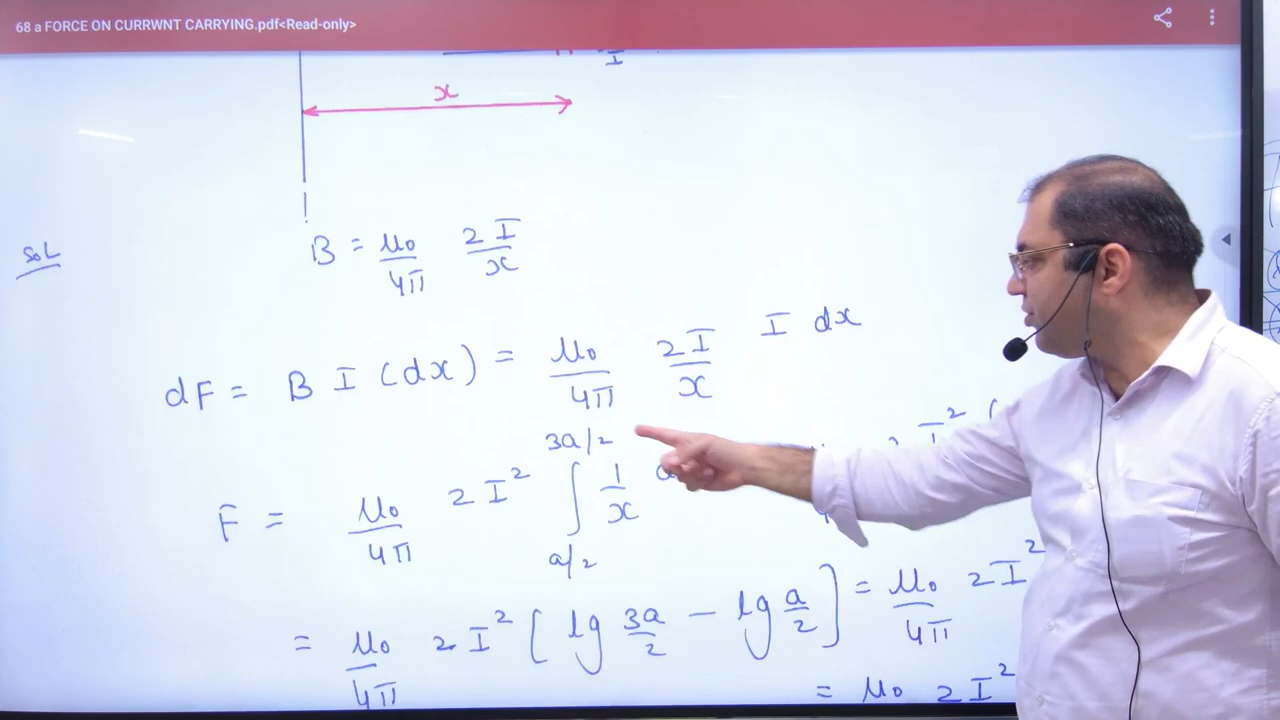 68 a FORCE ON CURRWNT CARRYING.pdf<Read-only>
I
x
SOL
B = μ₀/4π 2I/x
dF = B I (dx) = μ₀/4π 2I/x I dx
F = μ₀/4π 2I² ∫_{a/2}^{3a/2} 1/x
= μ₀/4π 2I² [lg 3a/2 − lg a/2] = μ₀/4π 2I²
= μ₀ 2I²